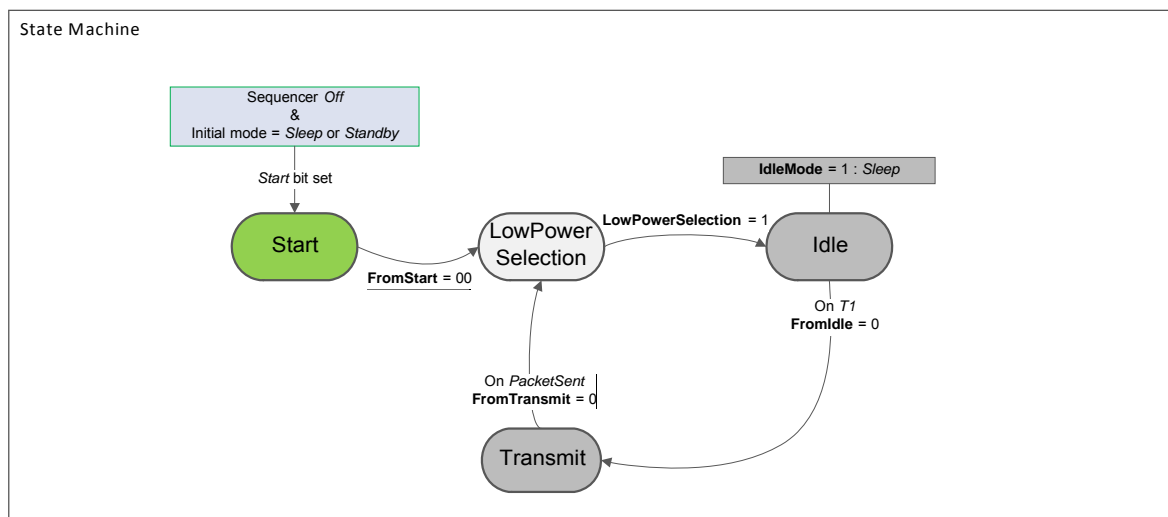 State Machine
Sequencer Off
&
Initial mode = Sleep or Standby
Start bit set
IdleMode = 1 : Sleep
Start
LowPower
Selection
LowPowerSelection = 1
Idle
FromStart = 00
On T1
FromIdle = 0
On PacketSent
FromTransmit = 0
Transmit